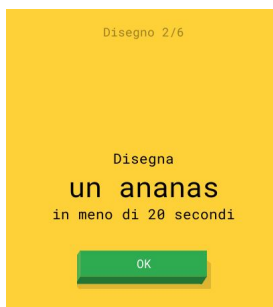 Disegno 2/6
Disegna
un ananas
in meno di 20 secondi
OK